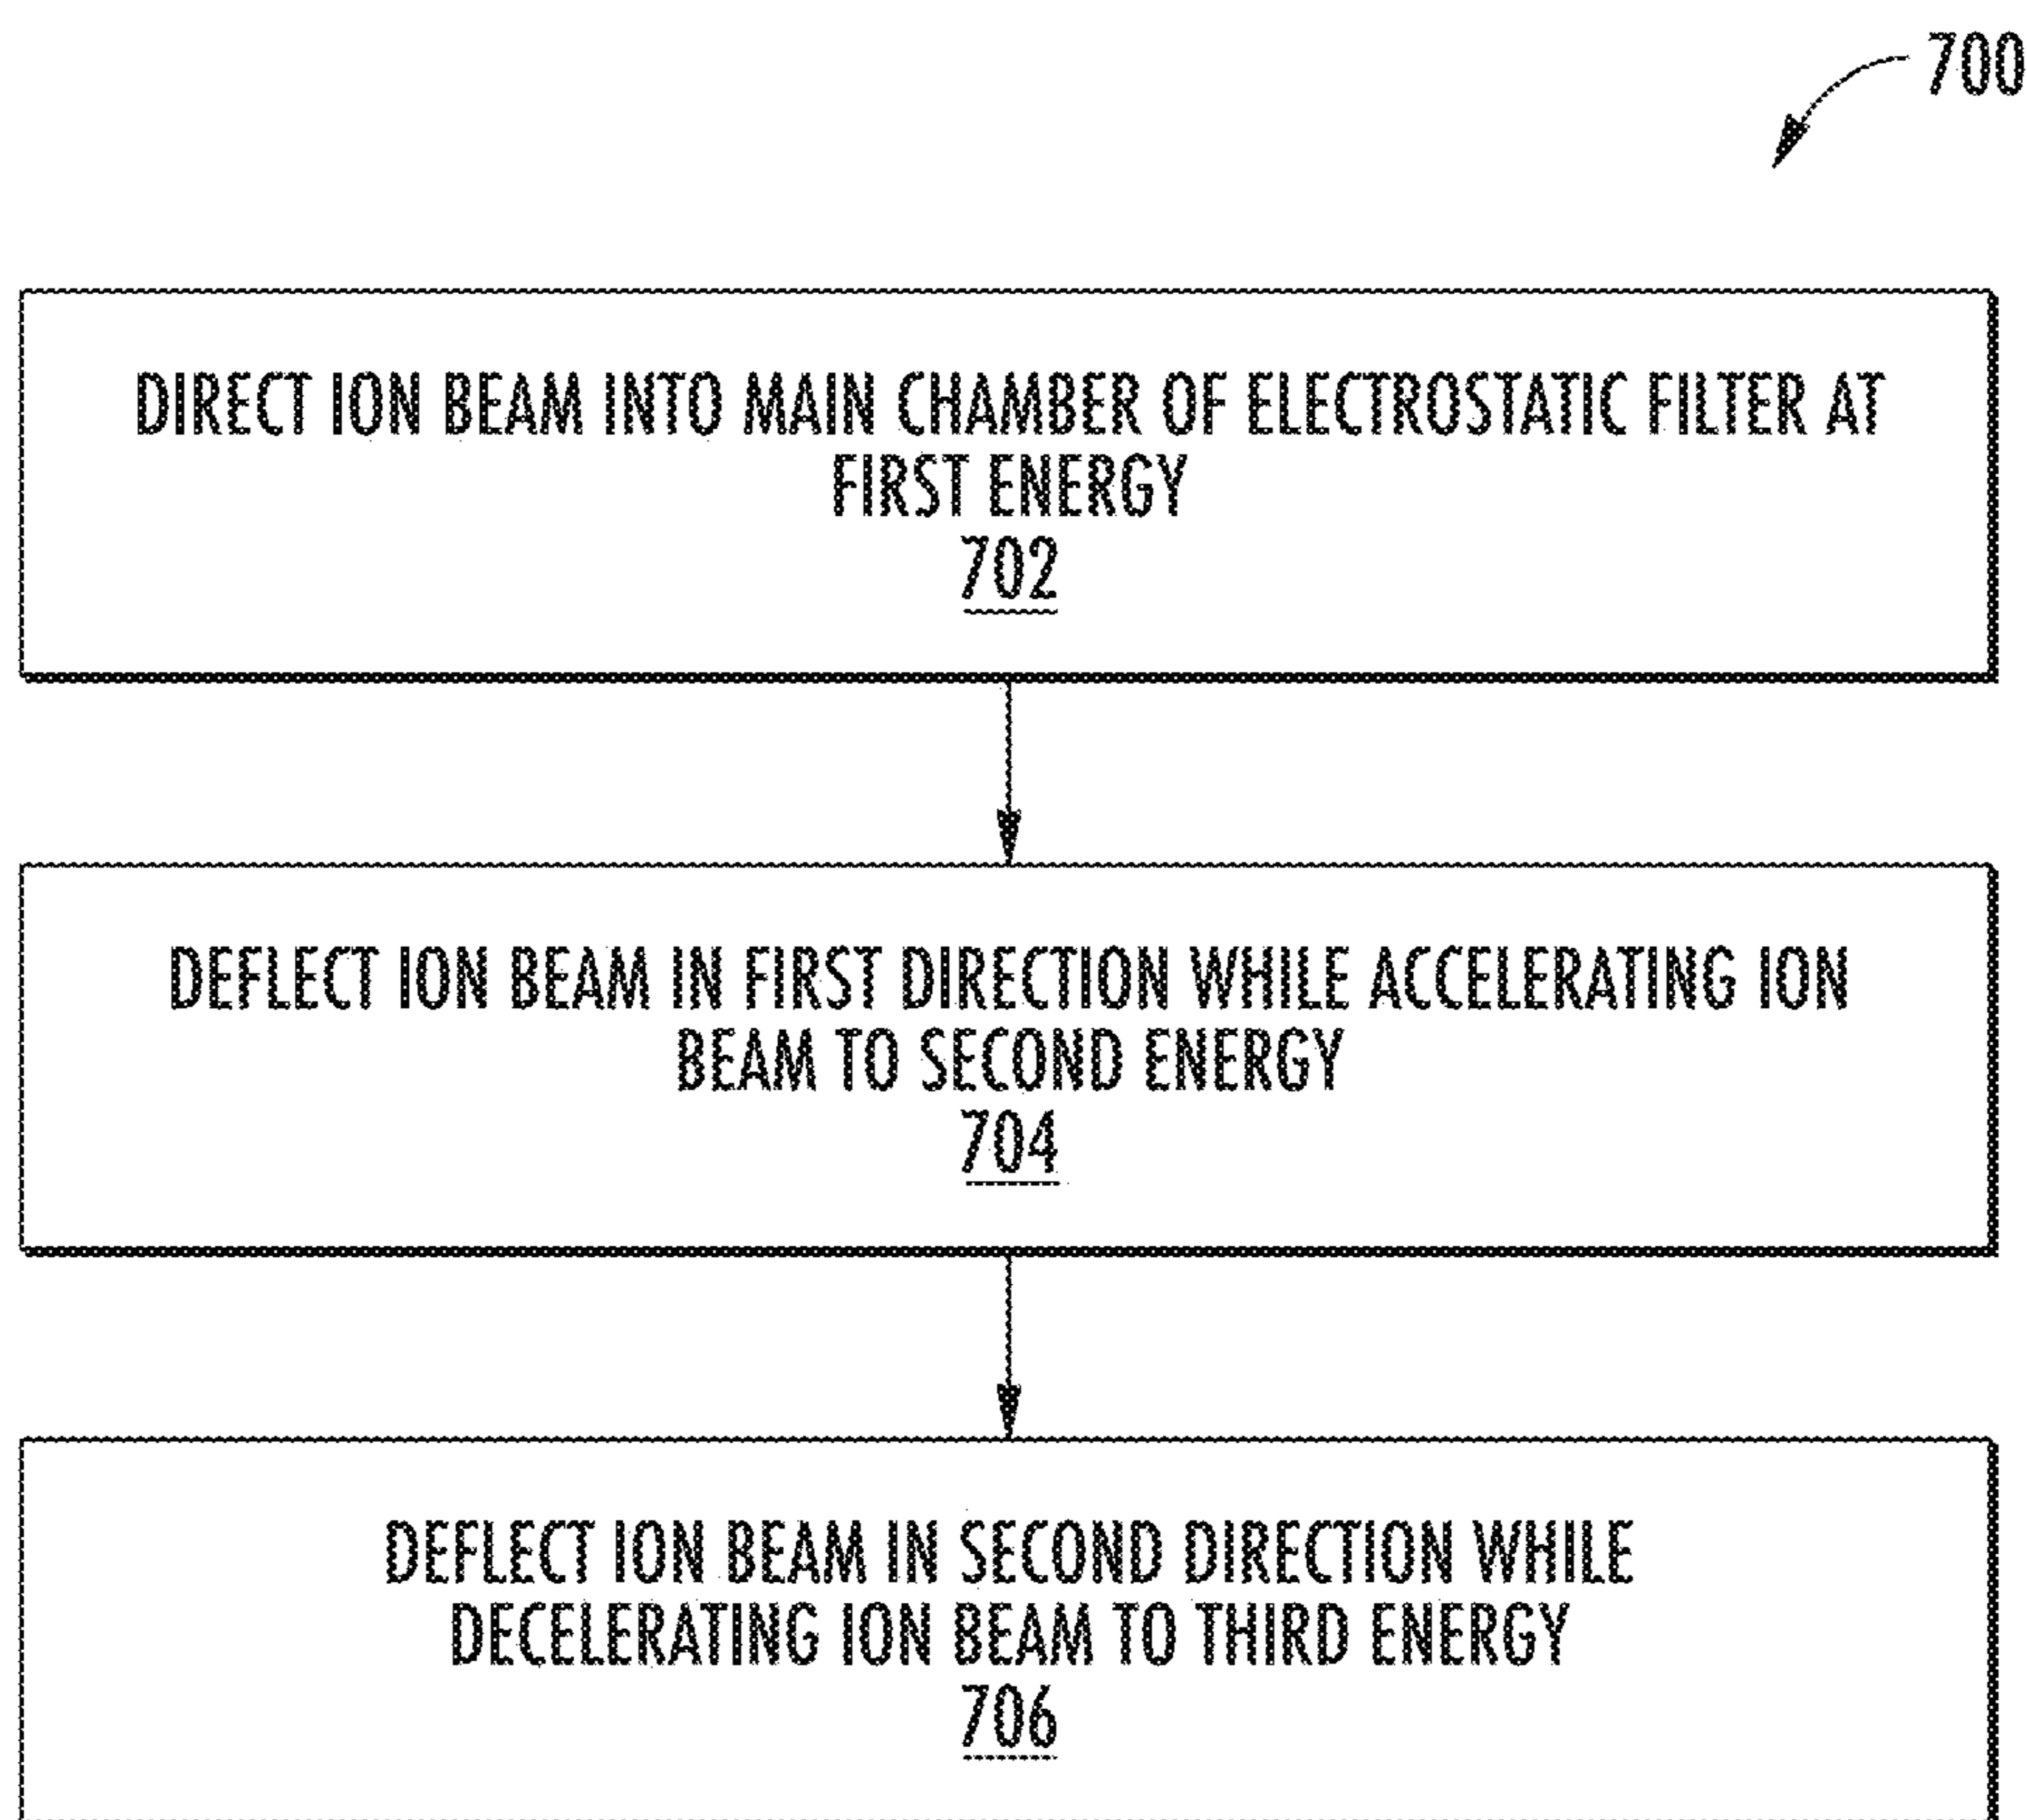 700
DIRECT ION BEAM INTO MAIN CHAMBER OF ELECTROSTATIC FILTER AT
FIRST ENERGY
702
DEFLECT ION BEAM IN FIRST DIRECTION WHILE ACCELERATING ION
BEAM TO SECOND ENERGY
704
DEFLECT ION BEAM IN SECOND DIRECTION WHILE
DECELERATING ION BEAM TO THIRD ENERGY
706